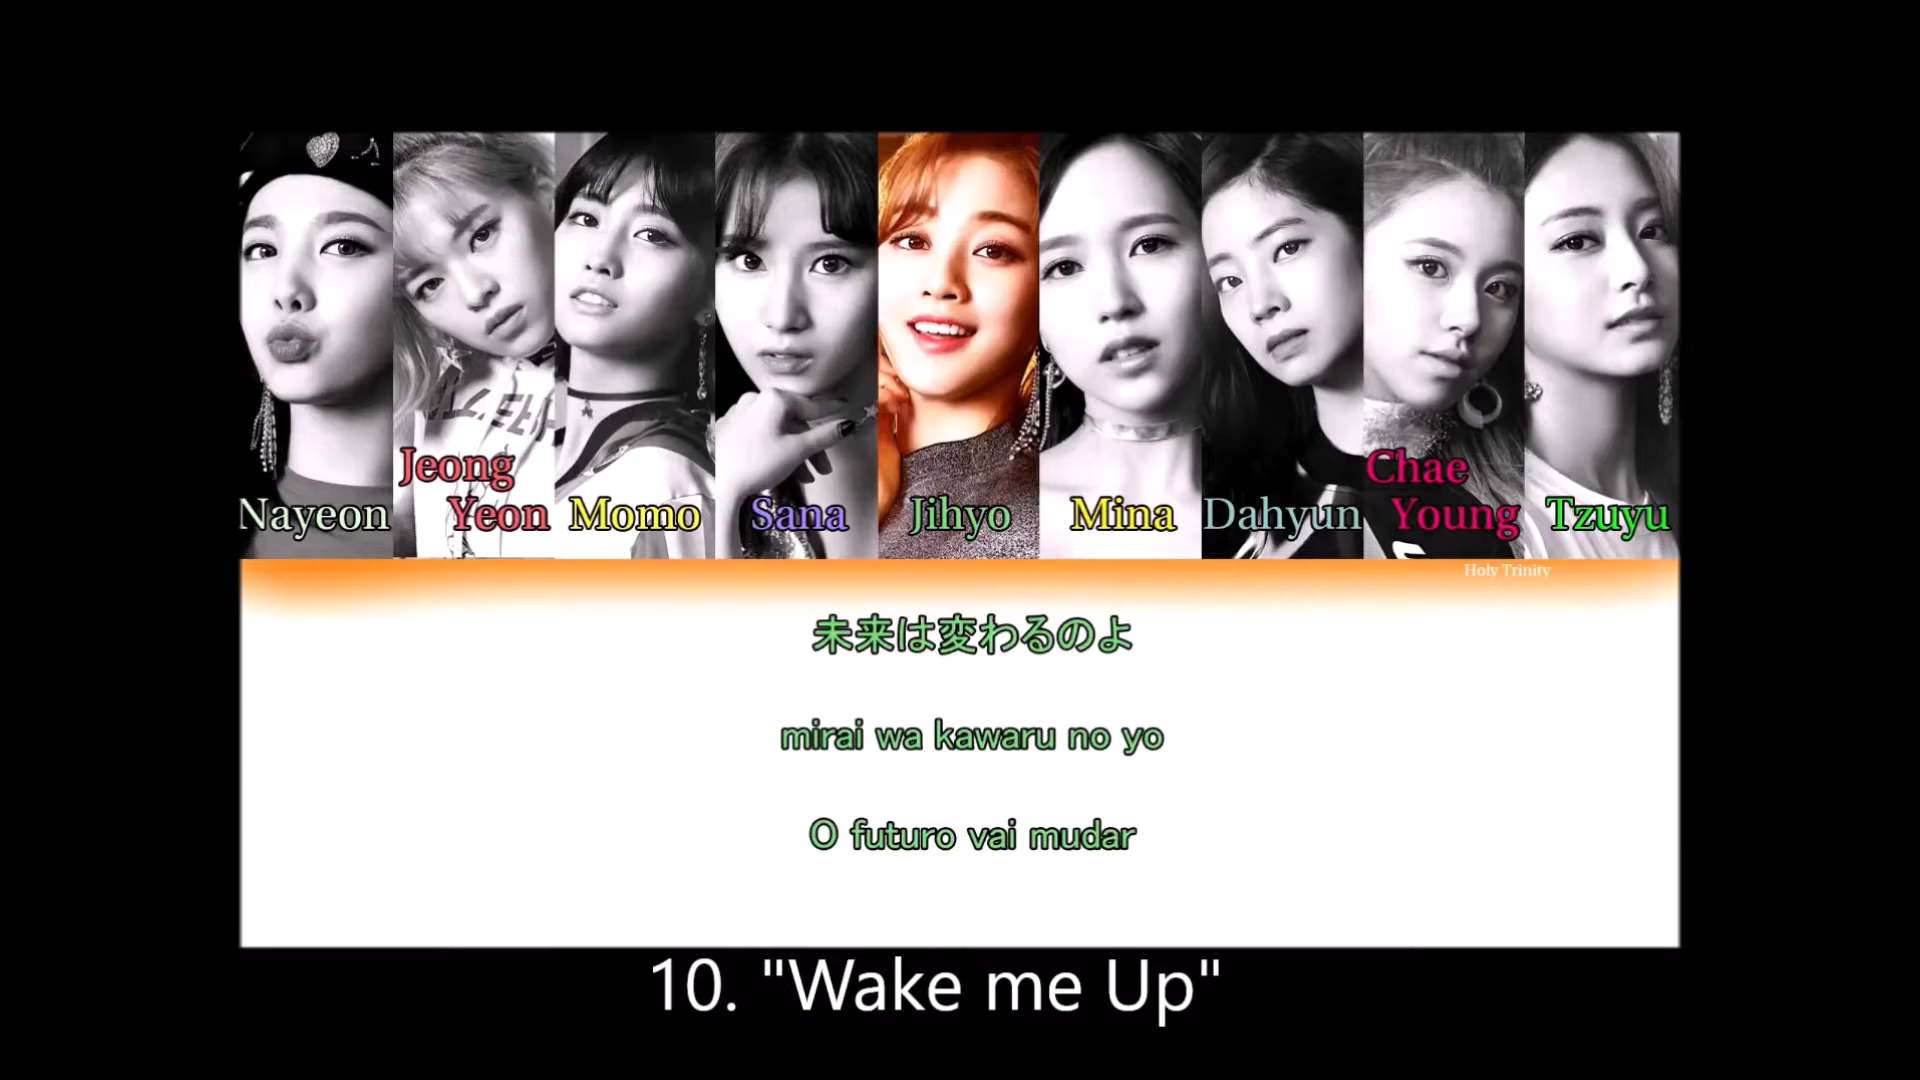 Jeong
Yeon
Chae
Young
Nayeon
Momo
Sana
Jihyo
Mina
Dahyun
Tzuyu
Holy Trinity
未来は変わるのよ
mirai wa kawaru no yo
O futuro vai mudar
10. "Wake me Up"